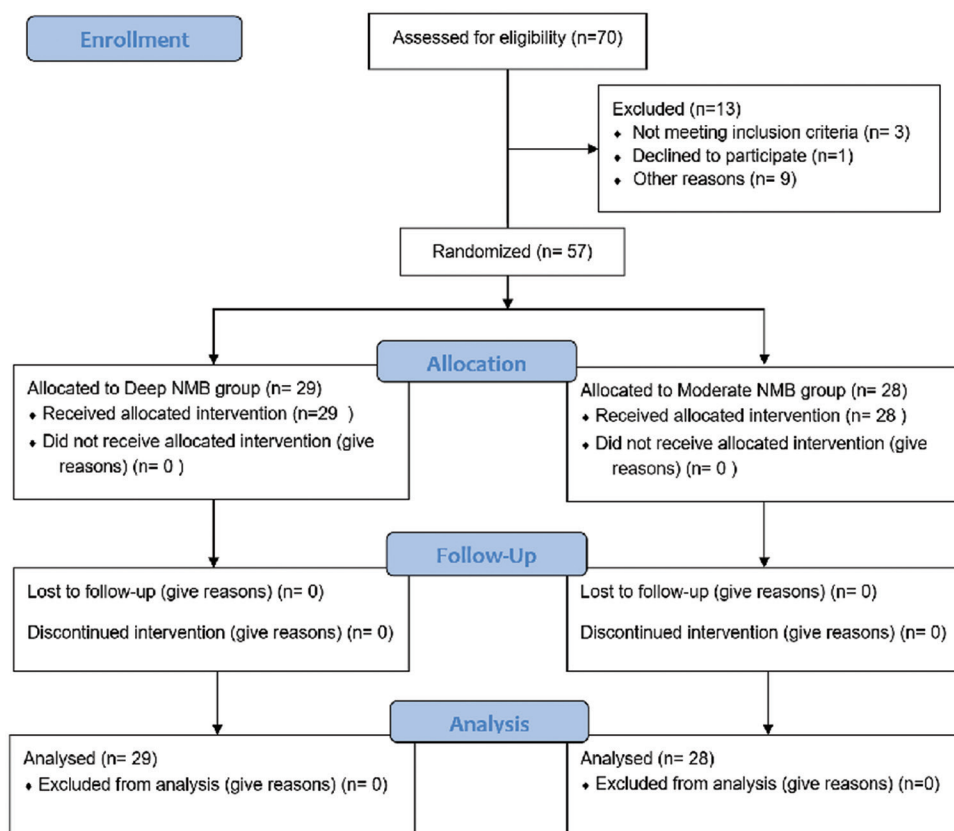 Enrollment
Assessed for eligibility (n=70)
Excluded (n=13)
⬧ Not meeting inclusion criteria (n= 3)
⬧ Declined to participate (n=1)
⬧ Other reasons (n= 9)
Randomized (n= 57)
Allocation
Allocated to Deep NMB group (n= 29)
⬧ Received allocated intervention (n=29 )
⬧ Did not receive allocated intervention (give
reasons) (n= 0 )
Allocated to Moderate NMB group (n= 28)
⬧ Received allocated intervention (n= 28 )
⬧ Did not receive allocated intervention (give
reasons) (n= 0 )
Follow-Up
Lost to follow-up (give reasons) (n= 0)
Discontinued intervention (give reasons) (n= 0)
Lost to follow-up (give reasons) (n= 0)
Discontinued intervention (give reasons) (n= 0)
Analysis
Analysed (n= 29)
⬧ Excluded from analysis (give reasons) (n= 0)
Analysed (n= 28)
⬧ Excluded from analysis (give reasons) (n=0)